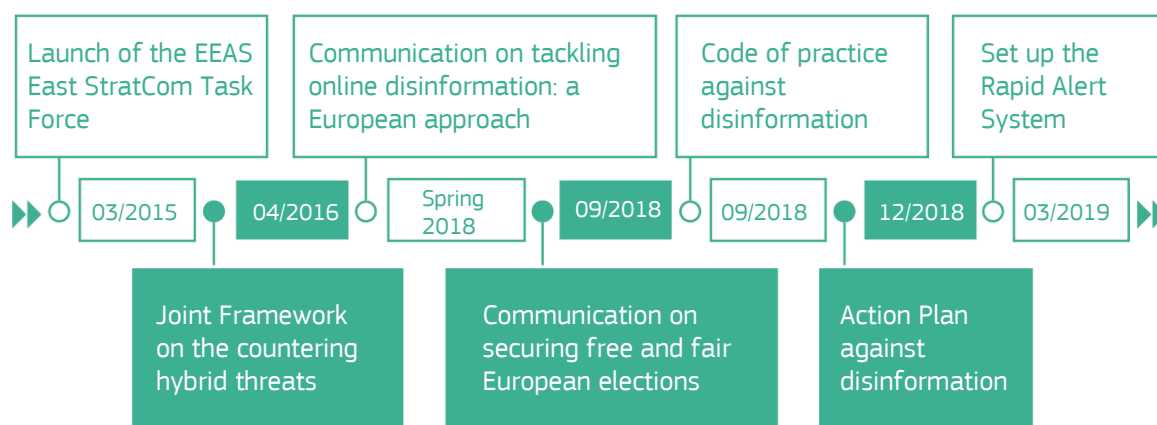 Launch of the EEAS
East StratCom Task
Force
Communication on tackling
online disinformation: a
European approach
Code of practice
against
disinformation
Set up the
Rapid Alert
System
03/2015
04/2016
Spring
2018
09/2018
09/2018
12/2018
03/2019
Joint Framework
on the countering
hybrid threats
Communication on
securing free and fair
European elections
Action Plan
against
disinformation